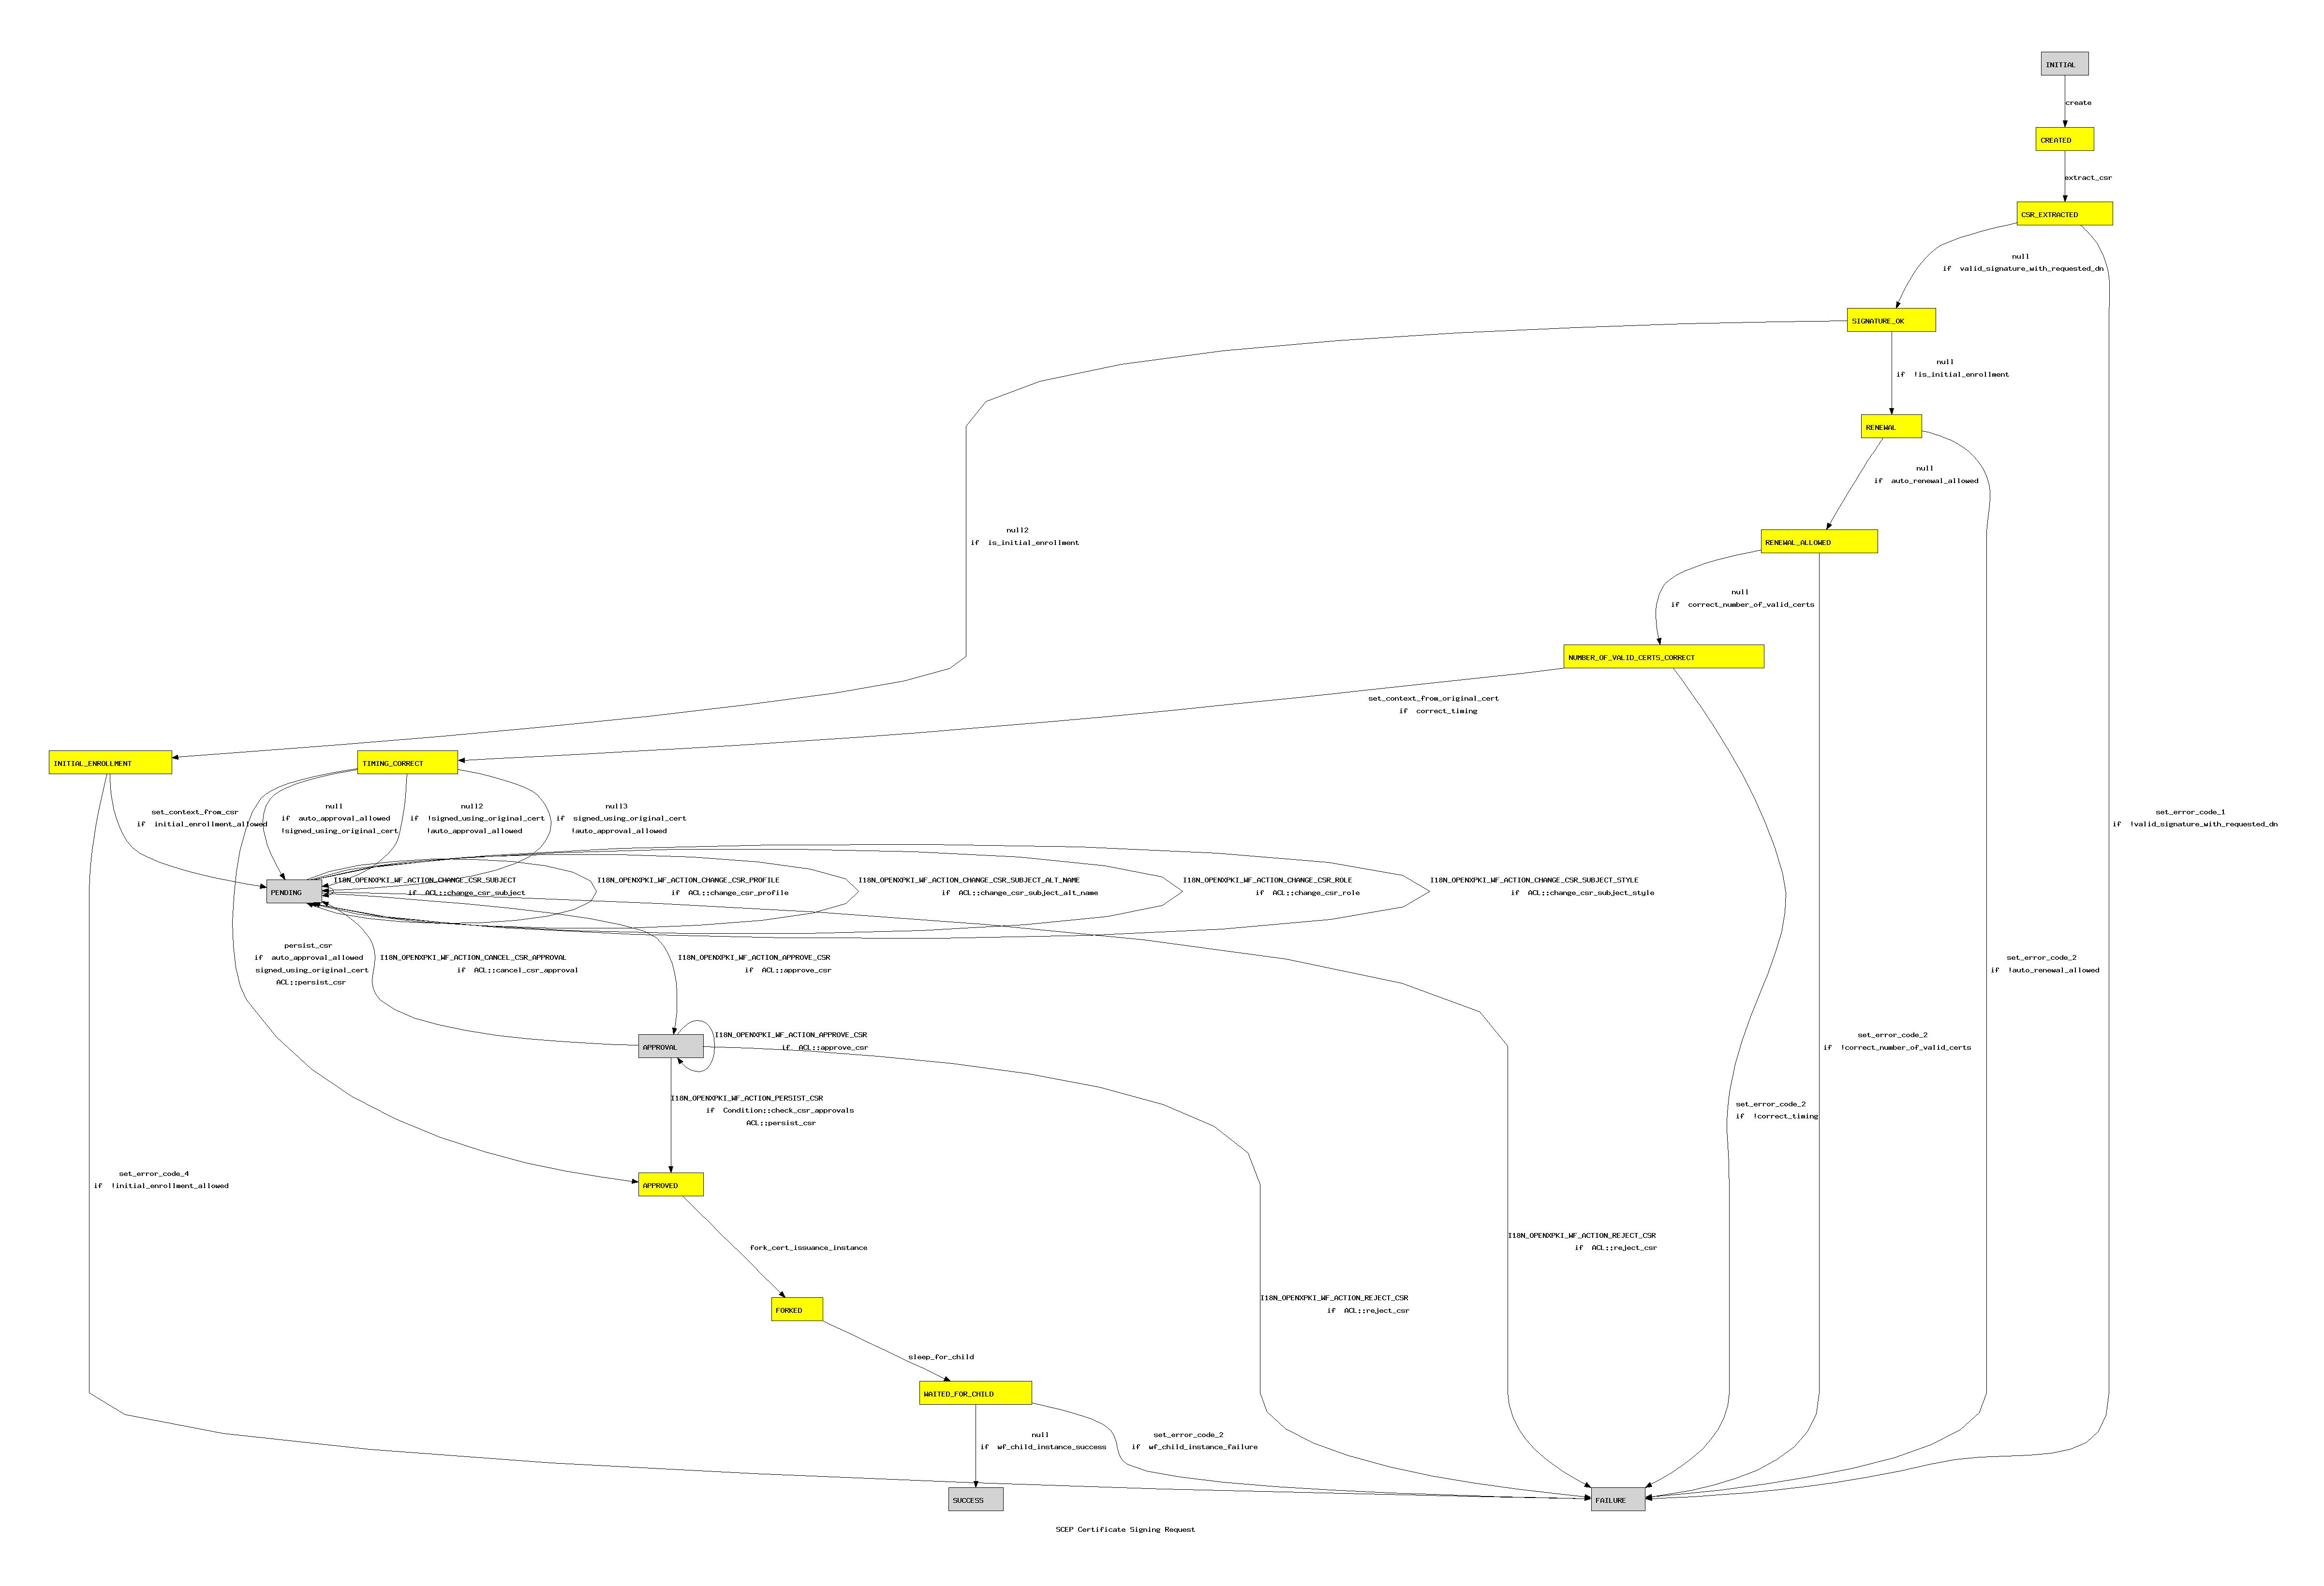 INITIAL
create
CREATED
extract_csr
CSR_EXTRACTED
null
if valid_signature_with_requested_dn
SIGNATURE_OK
null
if !is_initial_enrollment
RENEWAL
null
if auto_renewal_allowed
null2
if is_initial_enrollment
RENEWAL_ALLOWED
null
if correct_number_of_valid_certs
NUMBER_OF_VALID_CERTS_CORRECT
set_context_from_original_cert
if correct_timing
INITIAL_ENROLLMENT
TIMING_CORRECT
set_context_from_csr
if initial_enrollment_allowed
null
if auto_approval_allowed
!signed_using_original_cert
null2
if !signed_using_original_cert
!auto_approval_allowed
null3
if signed_using_original_cert
!auto_approval_allowed
set_error_code_1
if !valid_signature_with_requested_dn
PENDING
I18N_OPENXPKI_WF_ACTION_CHANGE_CSR_SUBJECT
if ACL::change_csr_subject
I18N_OPENXPKI_WF_ACTION_CHANGE_CSR_PROFILE
if ACL::change_csr_profile
I18N_OPENXPKI_WF_ACTION_CHANGE_CSR_SUBJECT_ALT_NAME
if ACL::change_csr_subject_alt_name
I18N_OPENXPKI_WF_ACTION_CHANGE_CSR_ROLE
if ACL::change_csr_role
I18N_OPENXPKI_WF_ACTION_CHANGE_CSR_SUBJECT_STYLE
if ACL::change_csr_subject_style
persist_csr
if auto_approval_allowed
signed_using_original_cert
ACL::persist_csr
I18N_OPENXPKI_WF_ACTION_CANCEL_CSR_APPROVAL
if ACL::cancel_csr_approval
I18N_OPENXPKI_WF_ACTION_APPROVE_CSR
if ACL::approve_csr
set_error_code_2
if !auto_renewal_allowed
APPROVAL
I18N_OPENXPKI_WF_ACTION_APPROVE_CSR
if ACL::approve_csr
set_error_code_2
if !correct_number_of_valid_certs
I18N_OPENXPKI_WF_ACTION_PERSIST_CSR
if Condition::check_csr_approvals
ACL::persist_csr
set_error_code_2
if !correct_timing
set_error_code_4
if !initial_enrollment_allowed
APPROVED
fork_cert_issuance_instance
I18N_OPENXPKI_WF_ACTION_REJECT_CSR
if ACL::reject_csr
FORKED
I18N_OPENXPKI_WF_ACTION_REJECT_CSR
if ACL::reject_csr
sleep_for_child
WAITED_FOR_CHILD
null
if wf_child_instance_success
set_error_code_2
if wf_child_instance_failure
SUCCESS
FAILURE
SCEP Certificate Signing Request